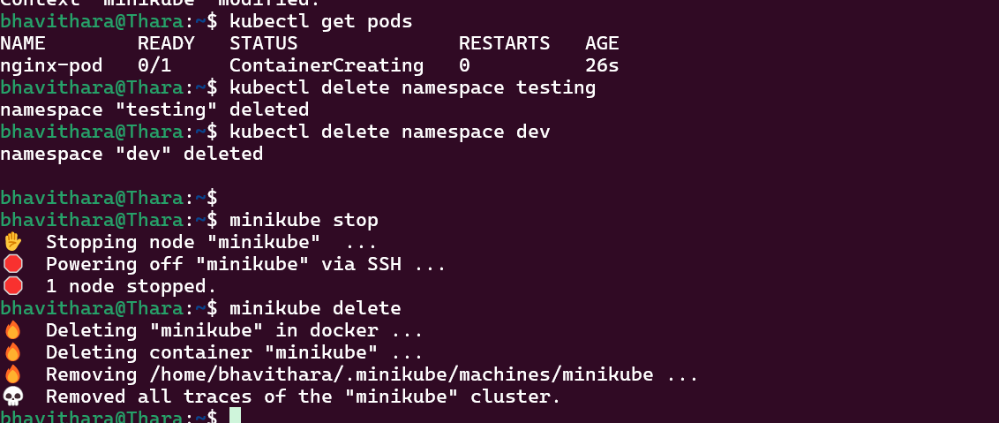 Context "minikube" modified.
bhavithara@Thara:~$ kubectl get pods
NAME        READY   STATUS              RESTARTS   AGE
nginx-pod   0/1     ContainerCreating   0          26s
bhavithara@Thara:~$ kubectl delete namespace testing
namespace "testing" deleted
bhavithara@Thara:~$ kubectl delete namespace dev
namespace "dev" deleted
bhavithara@Thara:~$
bhavithara@Thara:~$ minikube stop
✋  Stopping node "minikube"  ...
🛑  Powering off "minikube" via SSH ...
🛑  1 node stopped.
bhavithara@Thara:~$ minikube delete
🔥  Deleting "minikube" in docker ...
🔥  Deleting container "minikube" ...
🔥  Removing /home/bhavithara/.minikube/machines/minikube ...
💀  Removed all traces of the "minikube" cluster.
bhavithara@Thara:~$